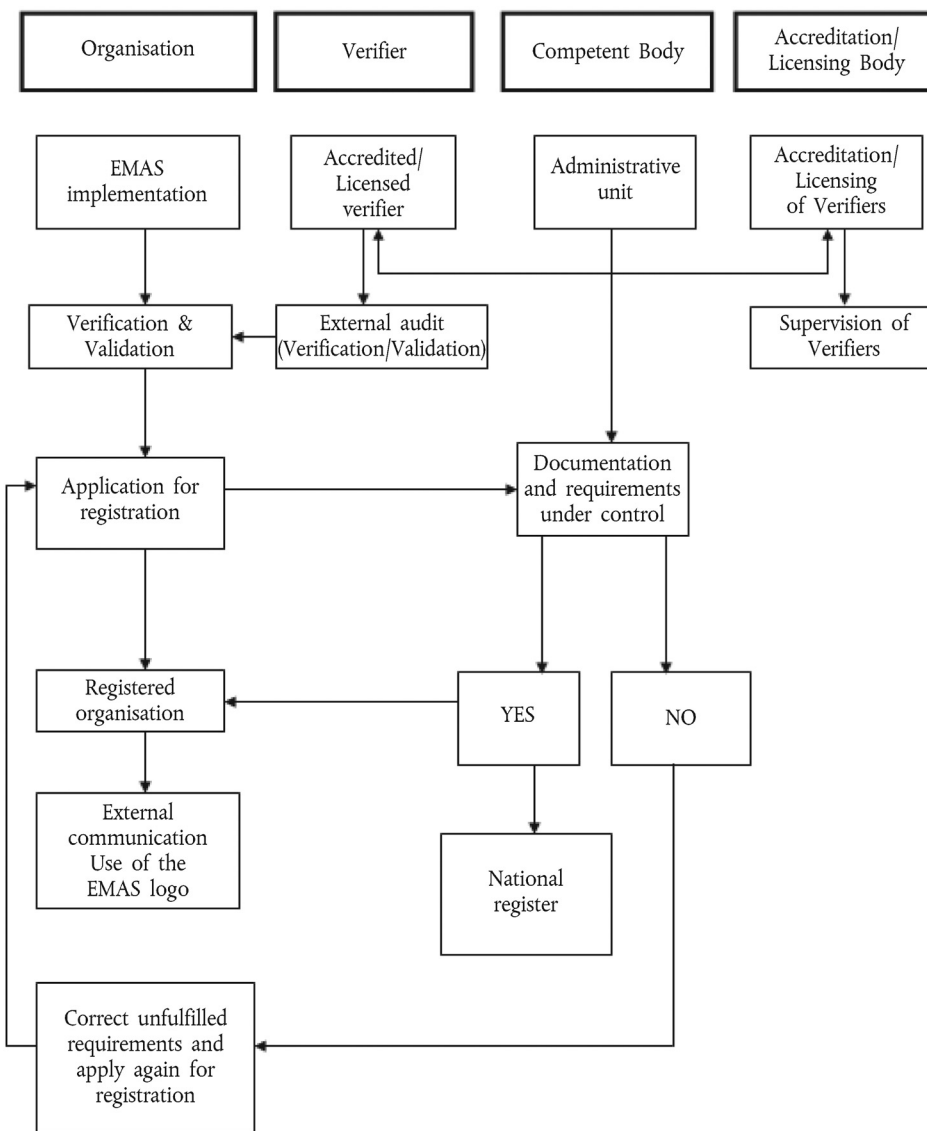 Organisation
Verifier
Competent Body
Accreditation/
Licensing Body
EMAS
implementation
Accredited/
Licensed
verifier
Administrative
unit
Accreditation/
Licensing
of Verifiers
Verification &
Validation
External audit
(Verification/Validation)
Supervision of
Verifiers
Application for
registration
Documentation
and requirements
under control
Registered
organisation
YES
NO
External
communication
Use of the
EMAS logo
National
register
Correct unfulfilled
requirements and
apply again for
registration